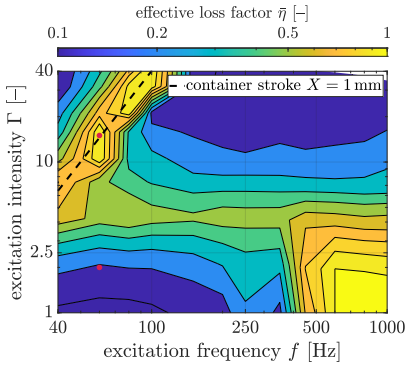 effective loss factor η̄ [–]
0.1 0.2 0.5 1
container stroke X = 1 mm
excitation intensity Γ [–]
40
10
2.5
1
40 100 250 500 1000
excitation frequency f [Hz]